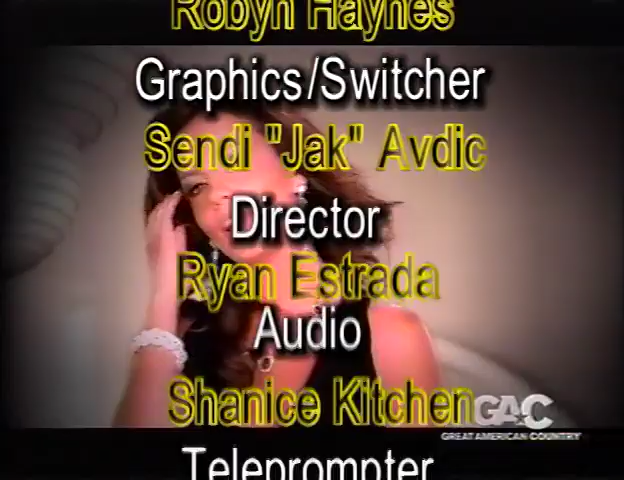 Robyn Haynes
Graphics/Switcher
Sendi "Jak" Avdic
Director
Ryan Estrada
Audio
Shanice Kitchen
GAC
GREAT AMERICAN COUNTRY
Teleprompter